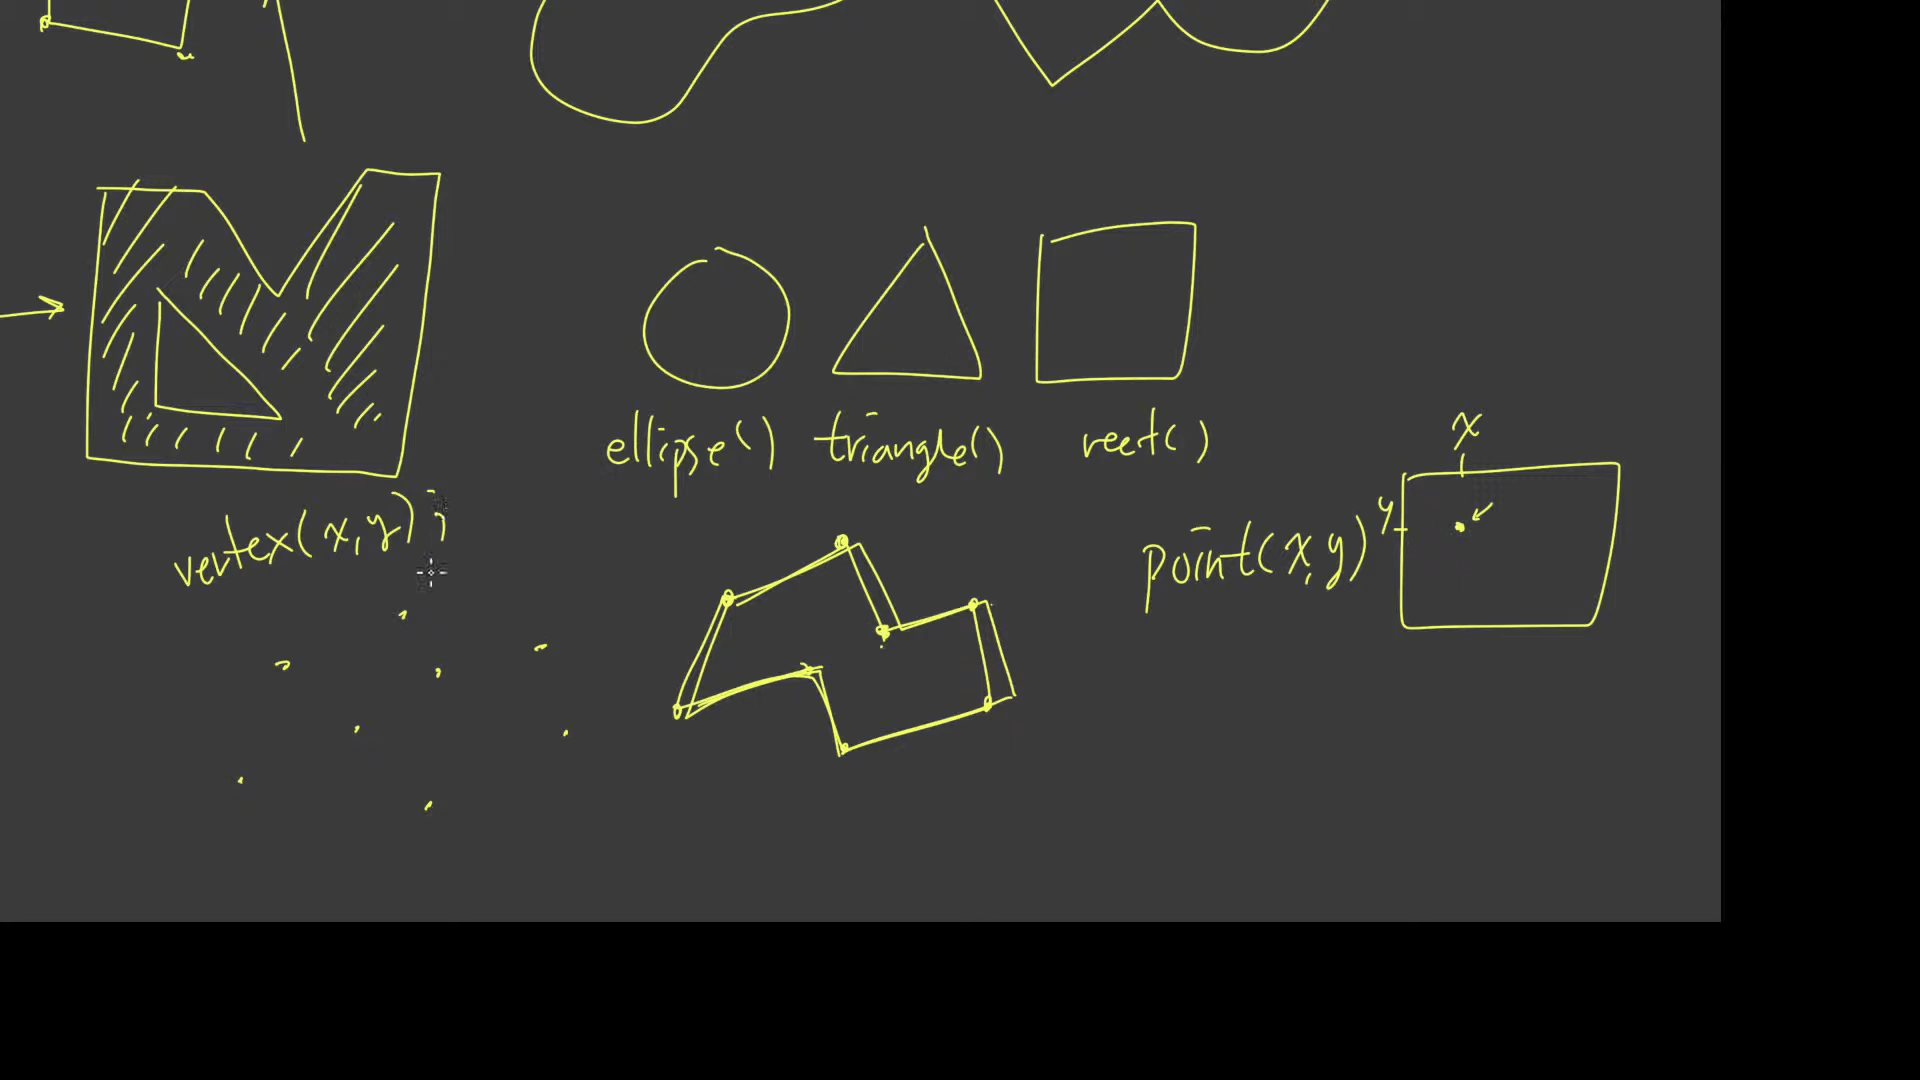 ellipse() triangle() rect()
x
y
vertex(x,y);
point(x,y)